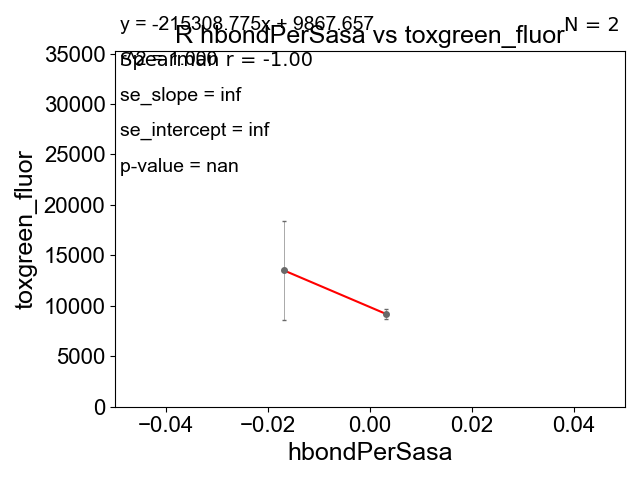 y = -215308.775x + 9867.657
N = 2
R hbondPerSasa vs toxgreen_fluor
r^2 = 1.000
Spearman r = -1.00
se_slope = inf
se_intercept = inf
p-value = nan
toxgreen_fluor
35000
30000
25000
20000
15000
10000
5000
0
−0.04 −0.02 0.00 0.02 0.04
hbondPerSasa